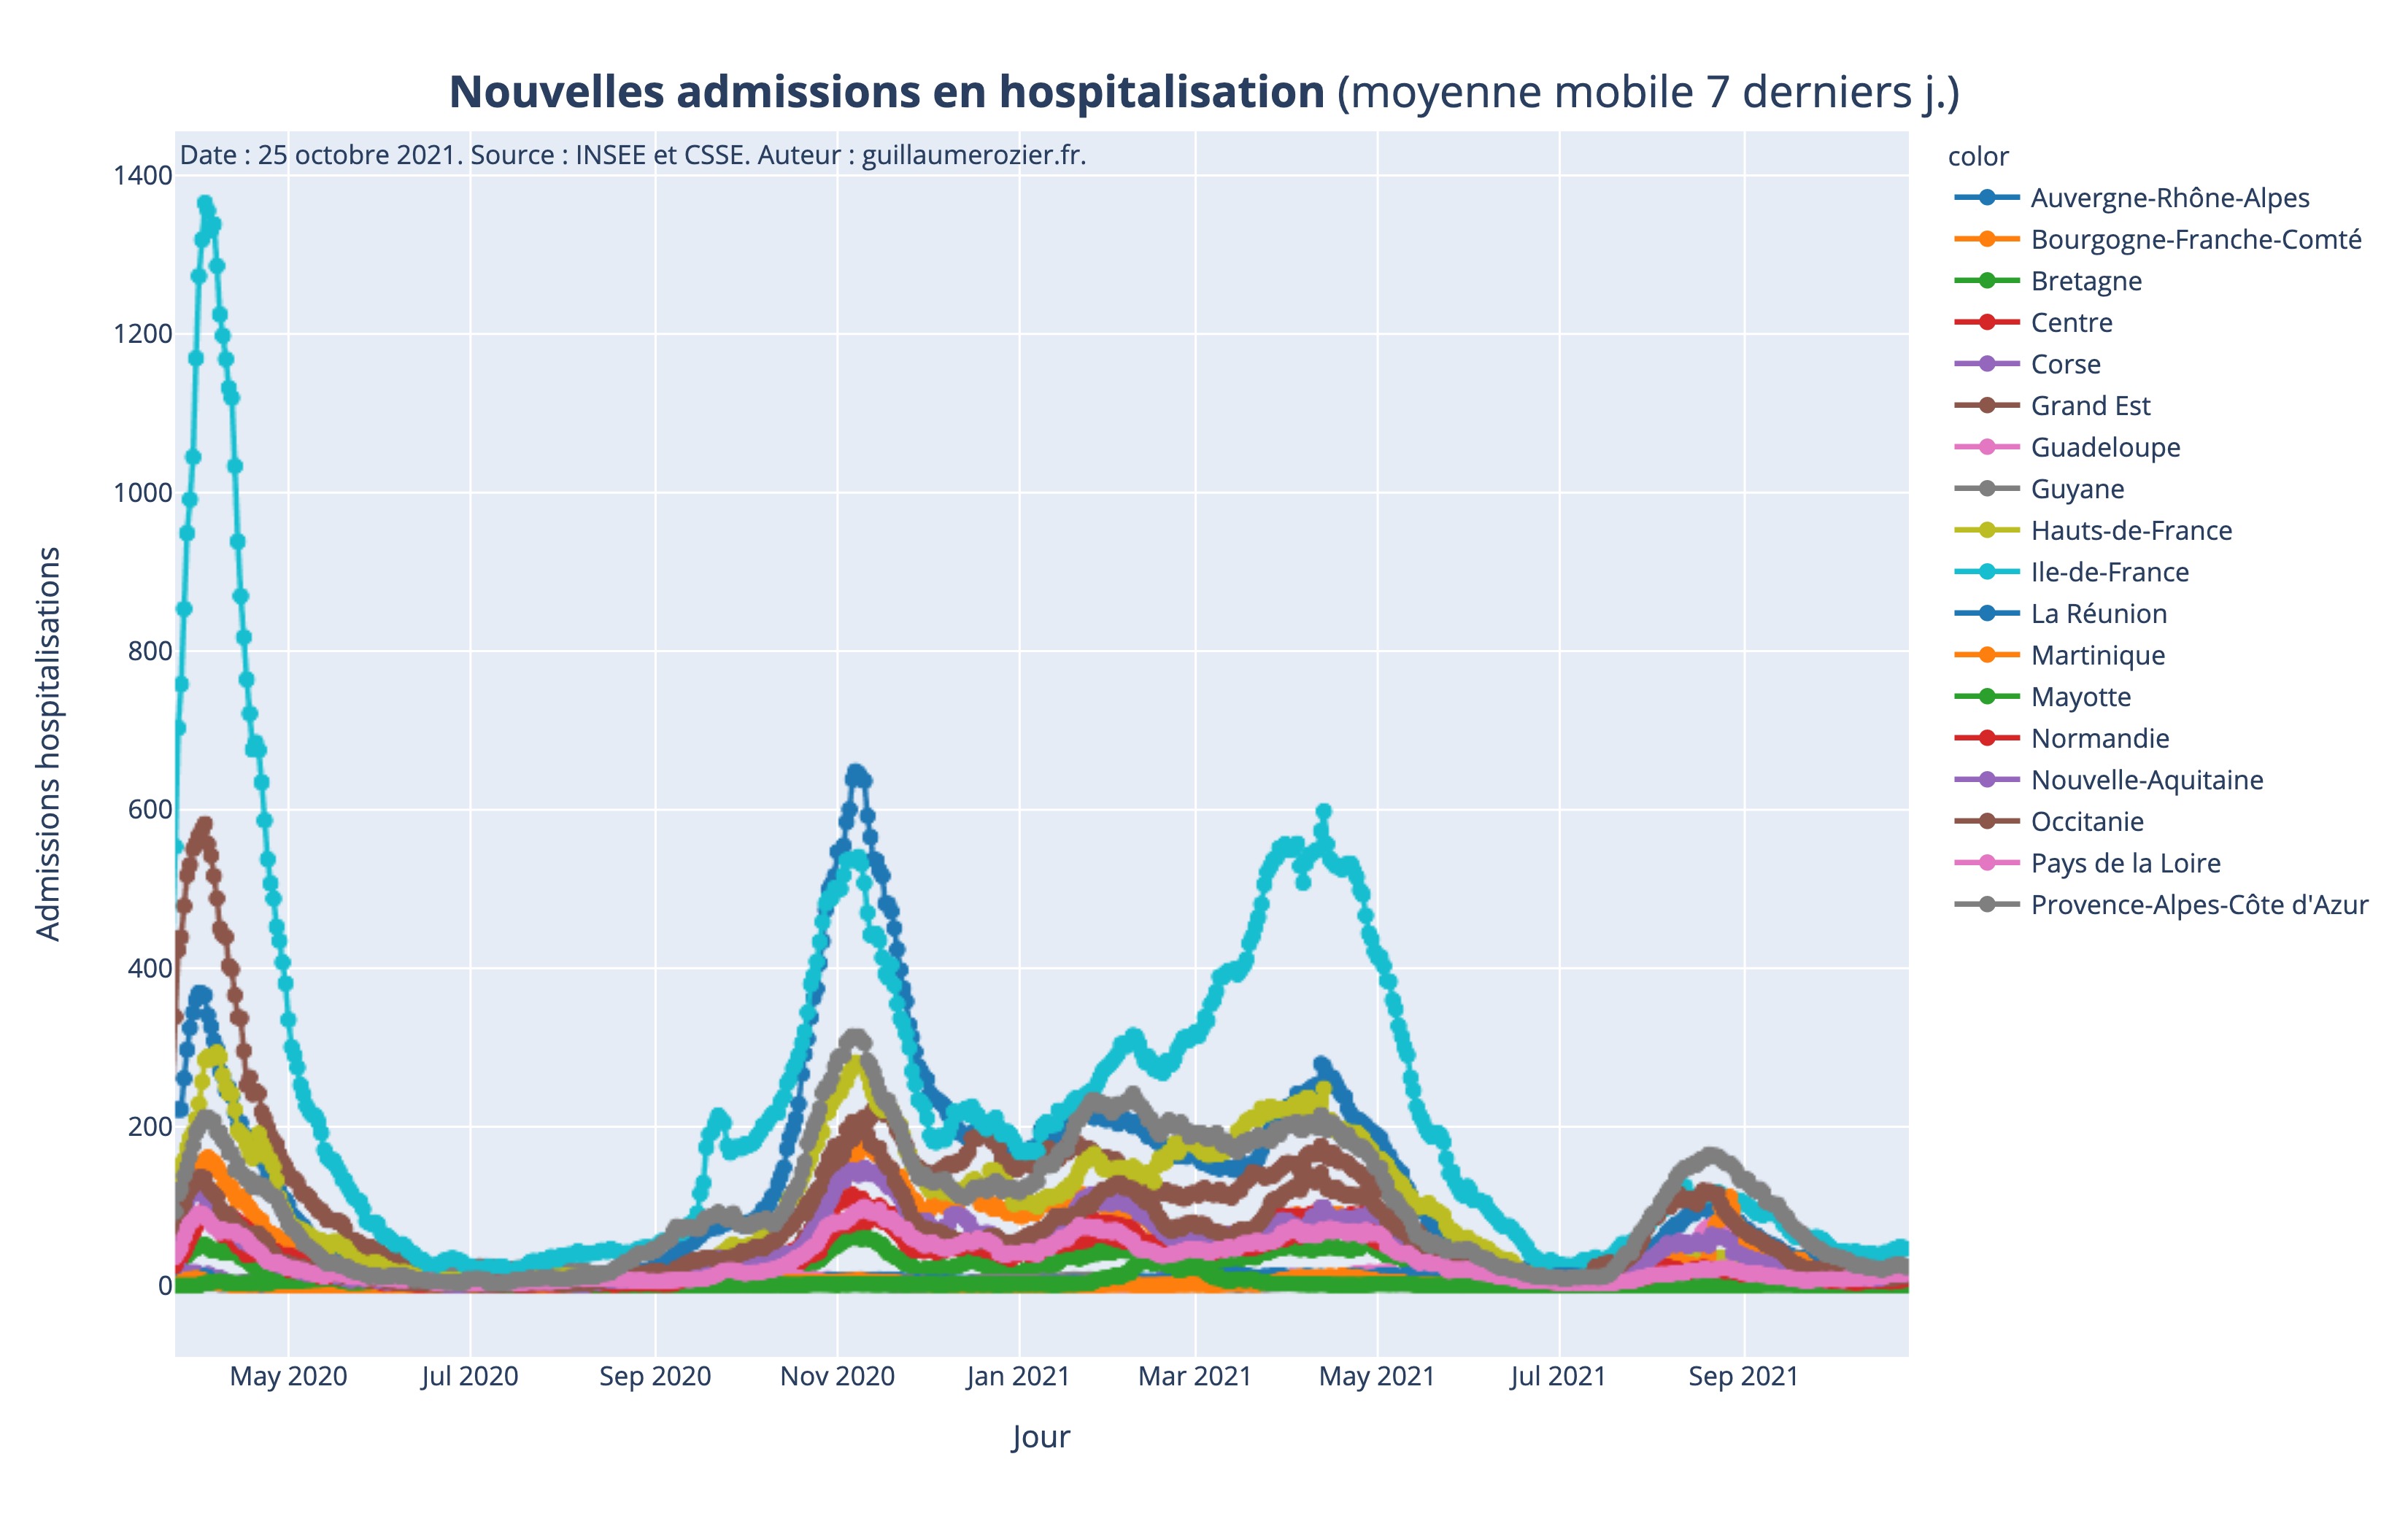 Nouvelles admissions en hospitalisation (moyenne mobile 7 derniers j.)
Date : 25 octobre 2021. Source : INSEE et CSSE. Auteur : guillaumerozier.fr.
1400
1200
1000
800
600
400
200
0
Admissions hospitalisations
May 2020
Jul 2020
Sep 2020
Nov 2020
Jan 2021
Mar 2021
May 2021
Jul 2021
Sep 2021
Jour
color
Auvergne-Rhône-Alpes
Bourgogne-Franche-Comté
Bretagne
Centre
Corse
Grand Est
Guadeloupe
Guyane
Hauts-de-France
Ile-de-France
La Réunion
Martinique
Mayotte
Normandie
Nouvelle-Aquitaine
Occitanie
Pays de la Loire
Provence-Alpes-Côte d'Azur